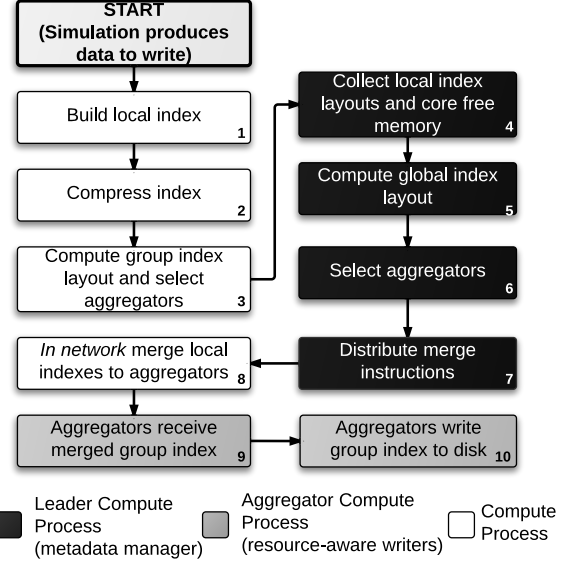 START
(Simulation produces
data to write)
Build local index
1
Compress index
2
Compute group index
layout and select
aggregators
3
Collect local index
layouts and core free
memory
4
Compute global index
layout
5
Select aggregators
6
Distribute merge
instructions
7
In network merge local
indexes to aggregators
8
Aggregators receive
merged group index
9
Aggregators write
group index to disk
10
Leader Compute
Process
(metadata manager)
Aggregator Compute
Process
(resource-aware writers)
Compute
Process